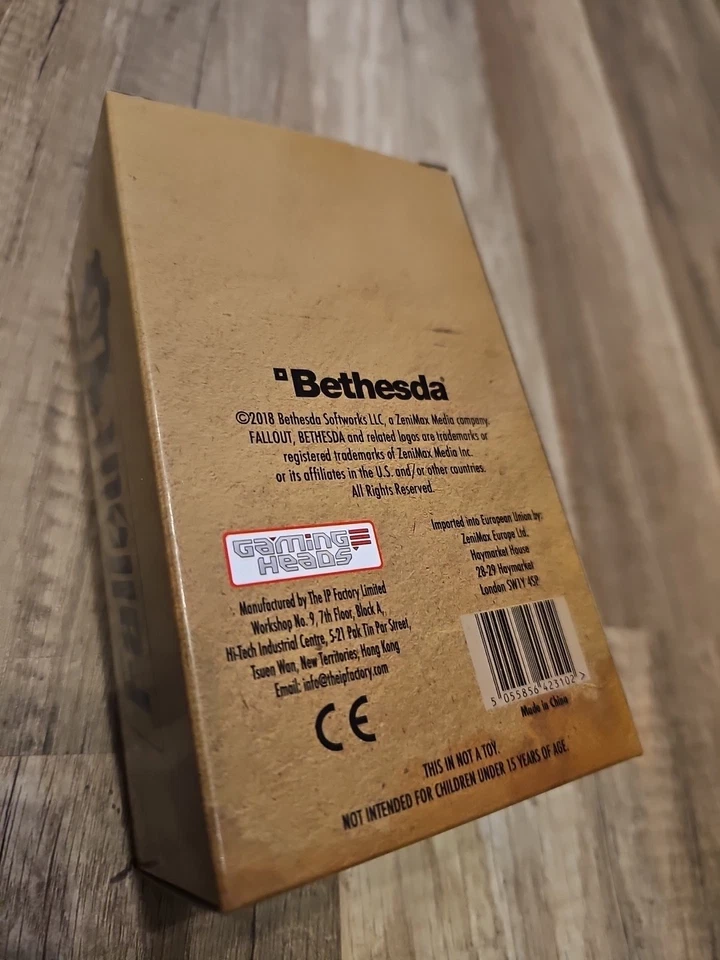 Bethesda
©2018 Bethesda Softworks LLC, a ZeniMax Media company.
FALLOUT, BETHESDA and related logos are trademarks or
registered trademarks of ZeniMax Media Inc.
or its affiliates in the U.S. and/or other countries.
All Rights Reserved.
GAMING
HEADS
Manufactured by The IP Factory Limited
Workshop No. 9, 7th Floor, Block A,
Hi-Tech Industrial Centre, 5-21 Pak Tin Par Street,
Tsuen Wan, New Territories, Hong Kong
Email: info@theipfactory.com
CE
Imported into European Union by:
ZeniMax Europe Ltd.
Haymarket House
28-29 Haymarket
London SW1Y 4SP
5 055856 423102 >
Made in China
THIS IN NOT A TOY.
NOT INTENDED FOR CHILDREN UNDER 15 YEARS OF AGE.